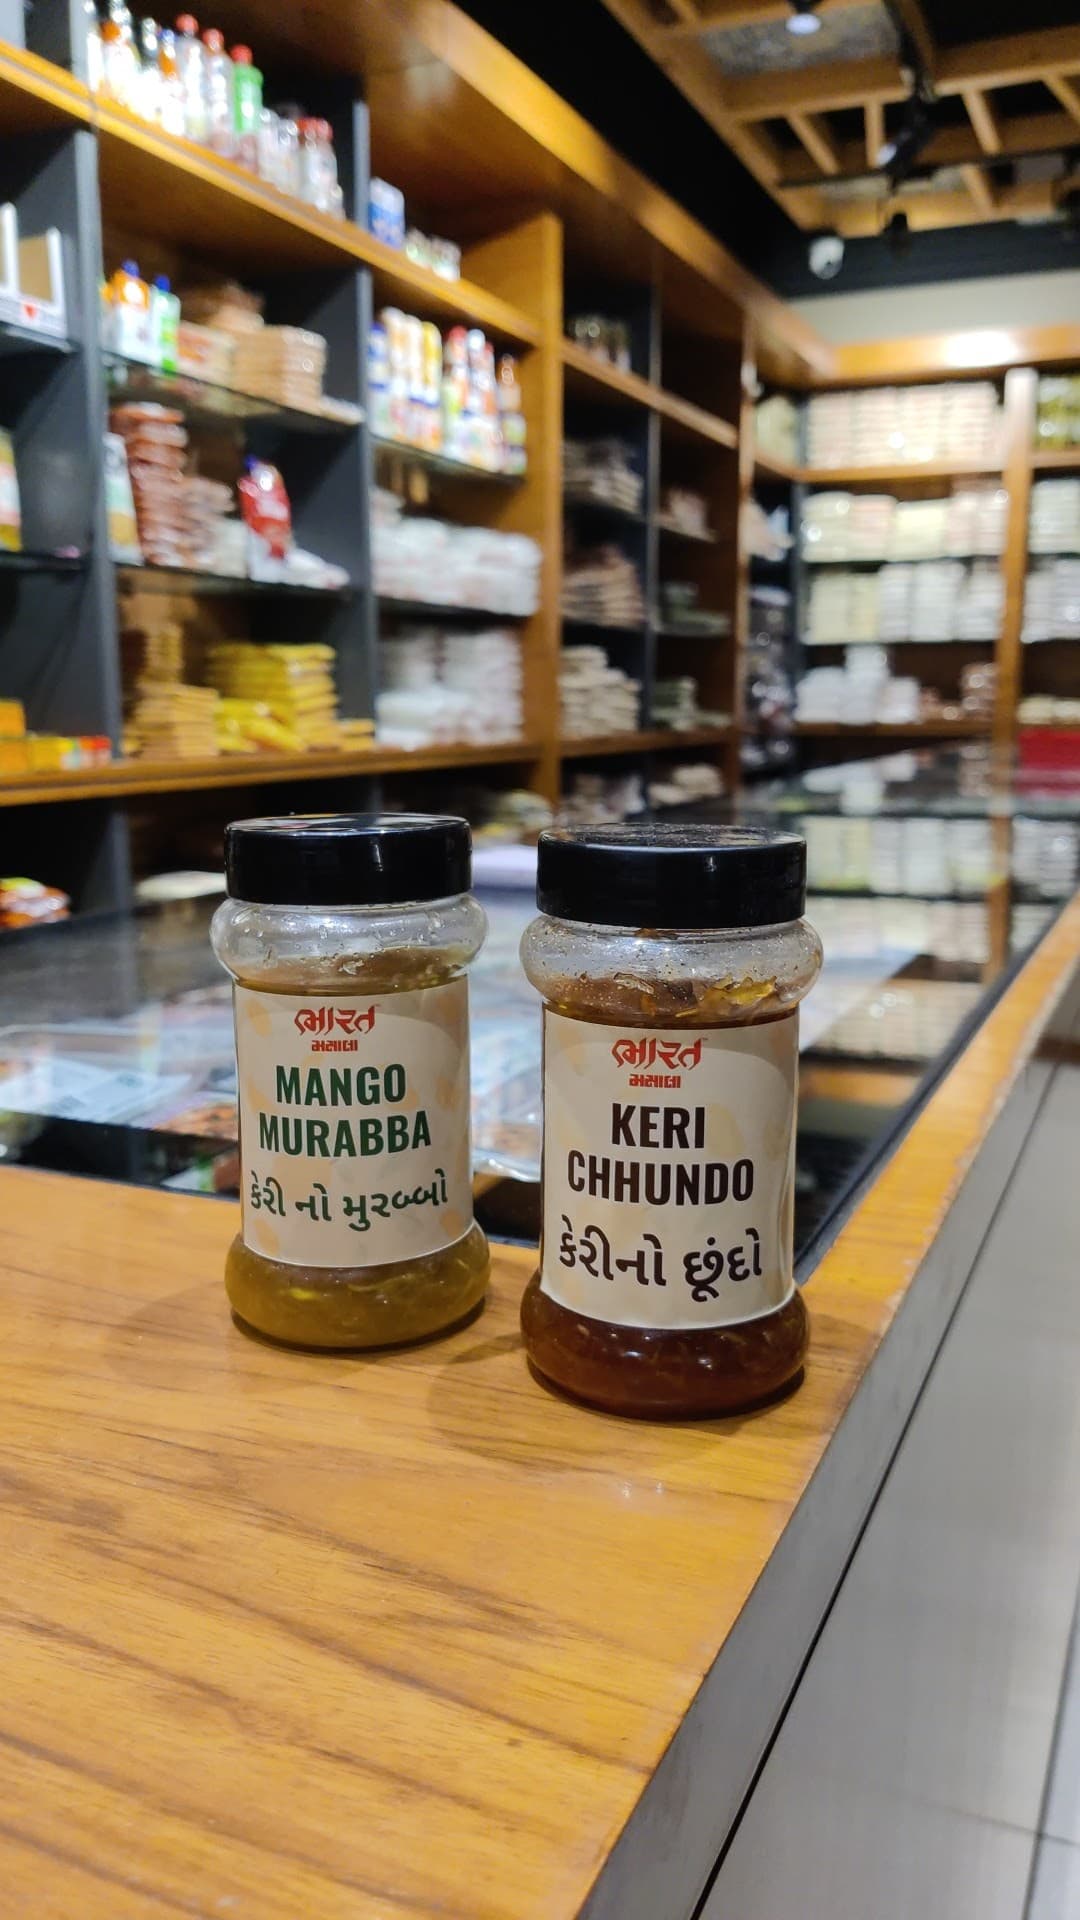 ભારત
મસાલા
MANGO
MURABBA
કેરી નો મુરબ્બો
ભારત
મસાલા
KERI
CHHUNDO
કેરીનો છૂંદો